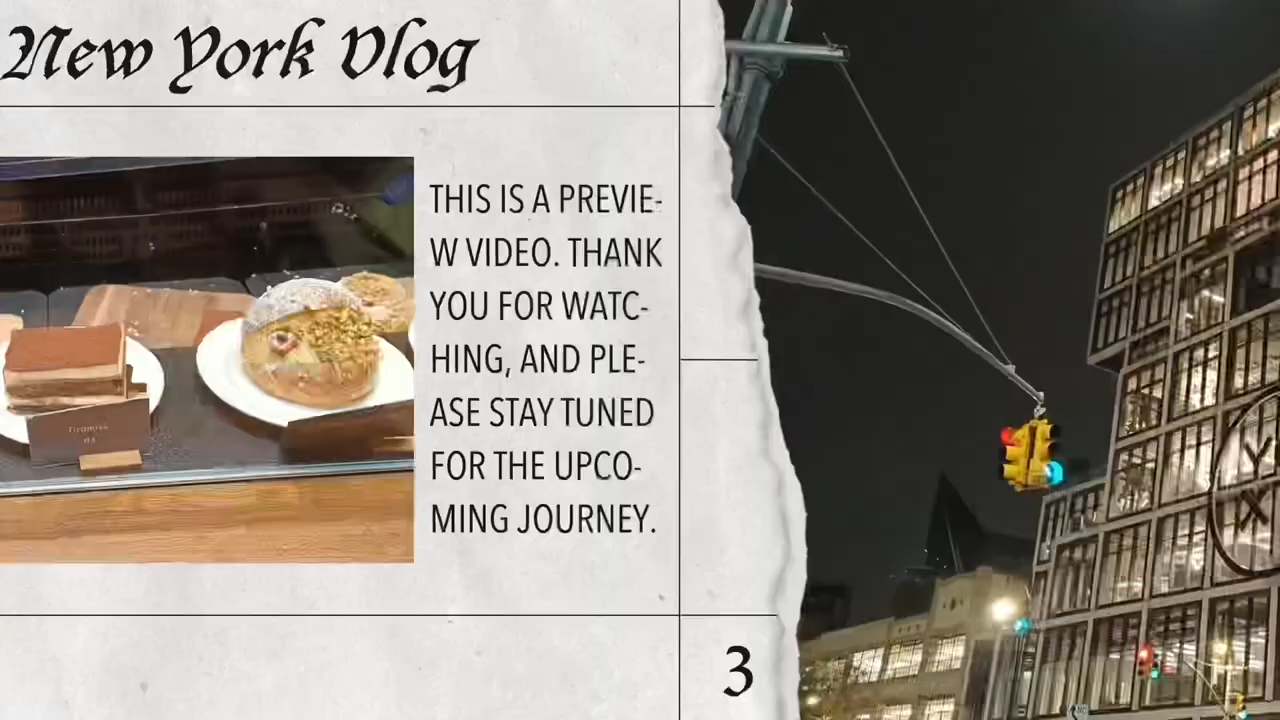 New York Vlog
THIS IS A PREVIE-
W VIDEO. THANK
YOU FOR WATC-
HING, AND PLE-
ASE STAY TUNED
FOR THE UPCO-
MING JOURNEY.
Tiramisu
3